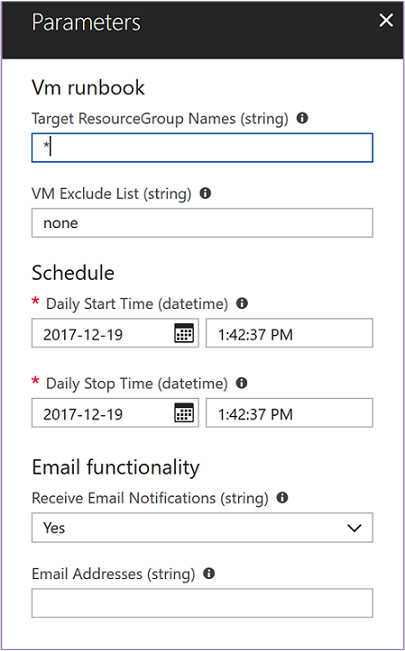 Parameters
Vm runbook
Target ResourceGroup Names (string)
*
VM Exclude List (string)
none
Schedule
* Daily Start Time (datetime)
2017-12-19 1:42:37 PM
* Daily Stop Time (datetime)
2017-12-19 1:42:37 PM
Email functionality
Receive Email Notifications (string)
Yes
Email Addresses (string)